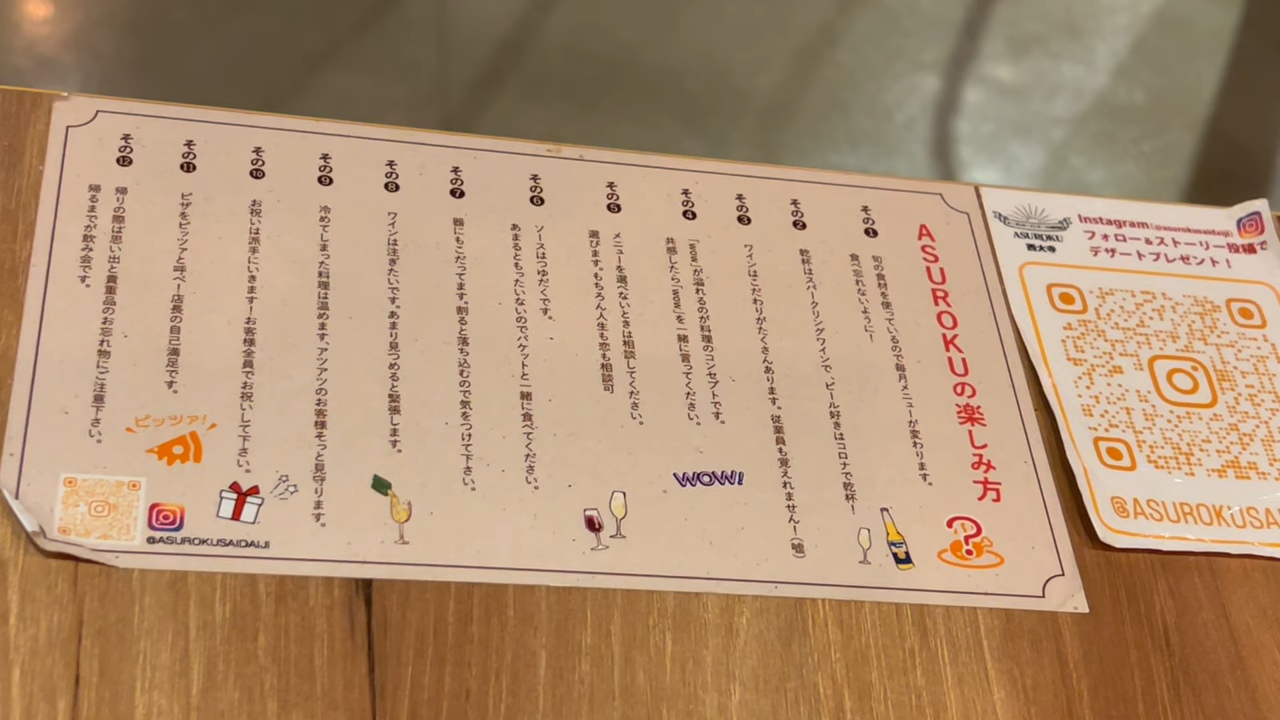 ASUROKUの楽しみ方
その❶
旬の食材を使っているので毎月メニューが変わります。
食べ忘れないように！
その❷
乾杯はスパークリングワインで、ビール好きはコロナで乾杯！
その❸
ワインはこだわりがたくさんあります。従業員も覚えれません！（嘘）
その❹
「wow」が溢れるのが料理のコンセプトです。
共感したら「wow」を一緒に言ってください。
WOW!
その❺
メニューを選べないときは相談してください。
選びます。もちろん人生も恋も相談可
その❻
ソースはつゆだくです。
あまるともったいないのでバケットと一緒に食べてください。
その❼
器にもこだってます。割ると落ち込むので気をつけて下さい。
その❽
ワインは注ぎたいです。あまり見つめると緊張します。
その❾
冷めてしまった料理は温めます。アツアツのお客様そっと見守ります。
その❿
お祝いは派手にいきます！お客様全員でお祝いして下さい。
その⓫
ピザをピッツァと呼べ！店長の自己満足です。
ピッツァ!
その⓬
帰りの際は思い出と貴重品のお忘れ物にご注意下さい。
帰るまでが飲み会です。
@ASUROKUSAIDAIJI
ASUROKU
西大寺
Instagram(@asurokusaidaiji)
フォロー&ストーリー投稿で
デザートプレゼント！
@ASUROKUSA